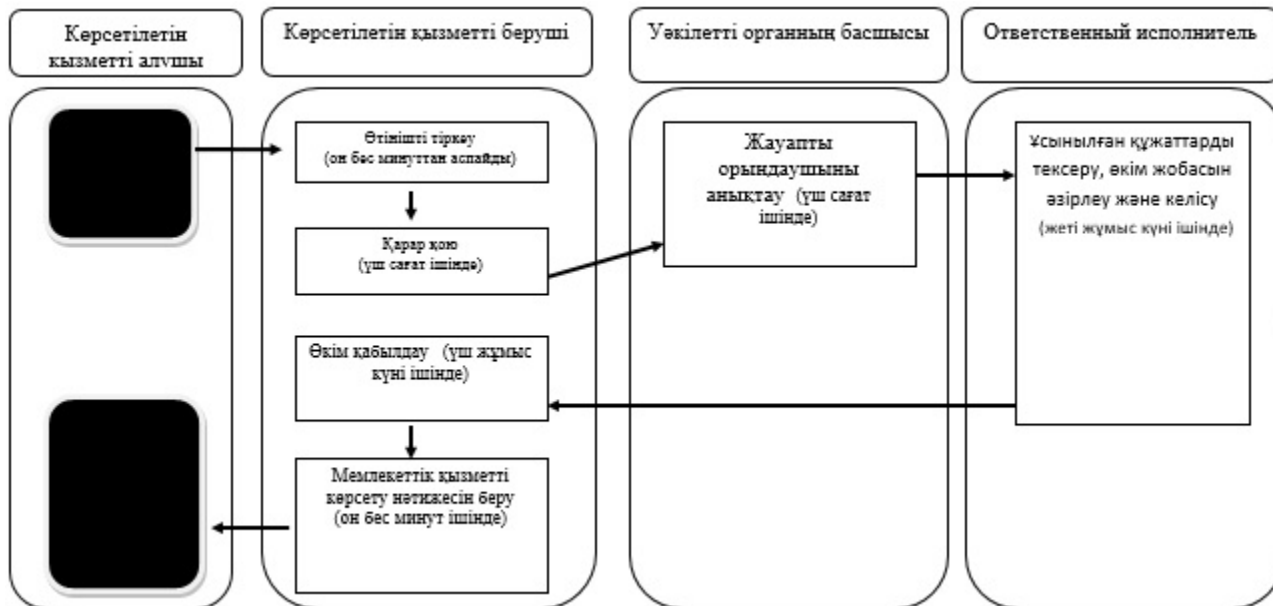 Көрсетілетін
қызметті алушы
Көрсетілетін қызметті беруші
Уәкілетті органның басшысы
Ответственный исполнитель
Өтінішті тіркеу
(он бес минуттан аспайды)
Қарар қою
(үш сағат ішінде)
Өкім қабылдау (үш жұмыс
күні ішінде)
Мемлекеттік қызметті
көрсету нәтижесін беру
(он бес минут ішінде)
Жауапты
орындаушыны
анықтау (үш сағат
ішінде)
Ұсынылған құжаттарды
тексеру, өкім жобасын
әзірлеу және келісу
(жеті жұмыс күні ішінде)